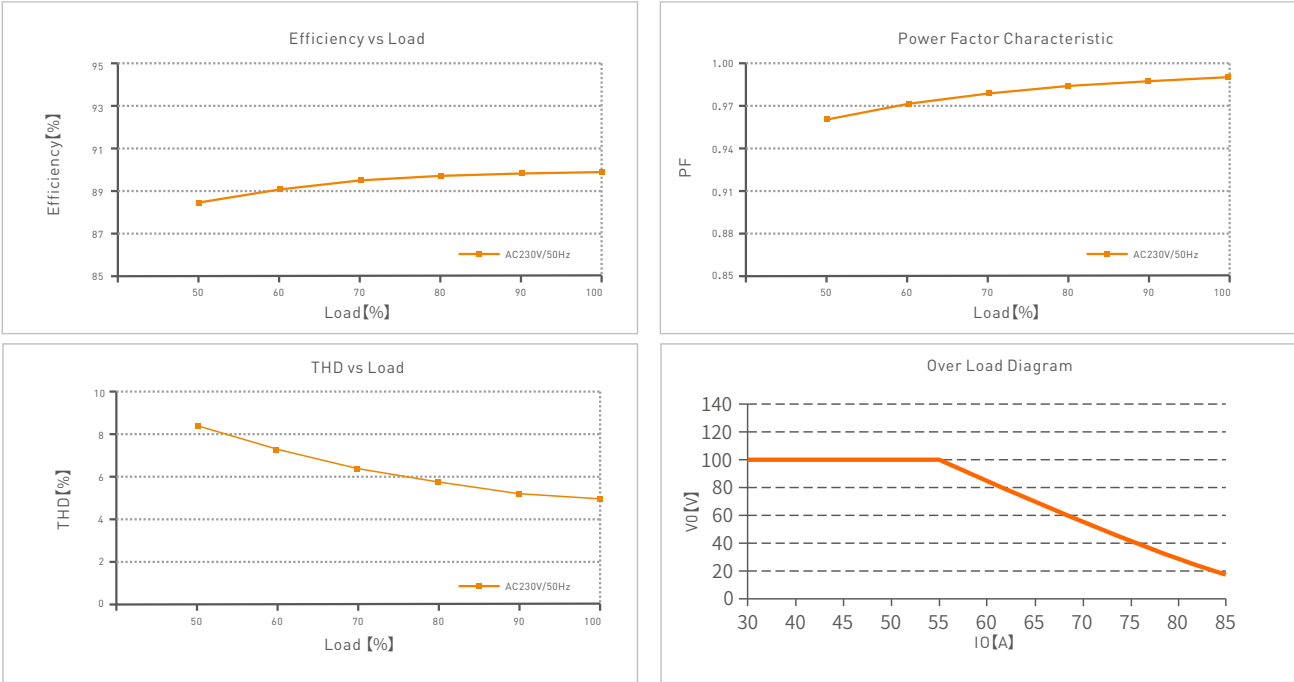 Efficiency vs Load
Efficiency【%】
95
93
91
89
87
85
AC230V/50Hz
50 60 70 80 90 100
Load【%】
Power Factor Characteristic
PF
1.00
0.97
0.94
0.91
0.88
0.85
AC230V/50Hz
50 60 70 80 90 100
Load【%】
THD vs Load
THD【%】
10
8
6
4
2
0
AC230V/50Hz
50 60 70 80 90 100
Load【%】
Over Load Diagram
V0【V】
140
120
100
80
60
40
20
0
30 40 45 50 55 60 65 70 75 80 85
IO【A】